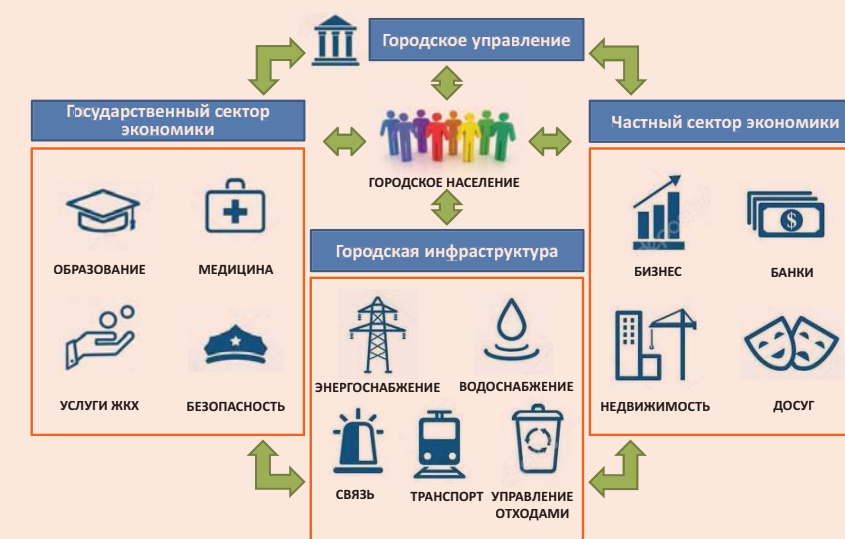 Городское управление
Государственный сектор
экономики
Частный сектор экономики
ГОРОДСКОЕ НАСЕЛЕНИЕ
Городская инфраструктура
ОБРАЗОВАНИЕ
МЕДИЦИНА
УСЛУГИ ЖКХ
БЕЗОПАСНОСТЬ
ЭНЕРГОСНАБЖЕНИЕ
ВОДОСНАБЖЕНИЕ
СВЯЗЬ
ТРАНСПОРТ
УПРАВЛЕНИЕ
ОТХОДАМИ
БИЗНЕС
БАНКИ
НЕДВИЖИМОСТЬ
ДОСУГ